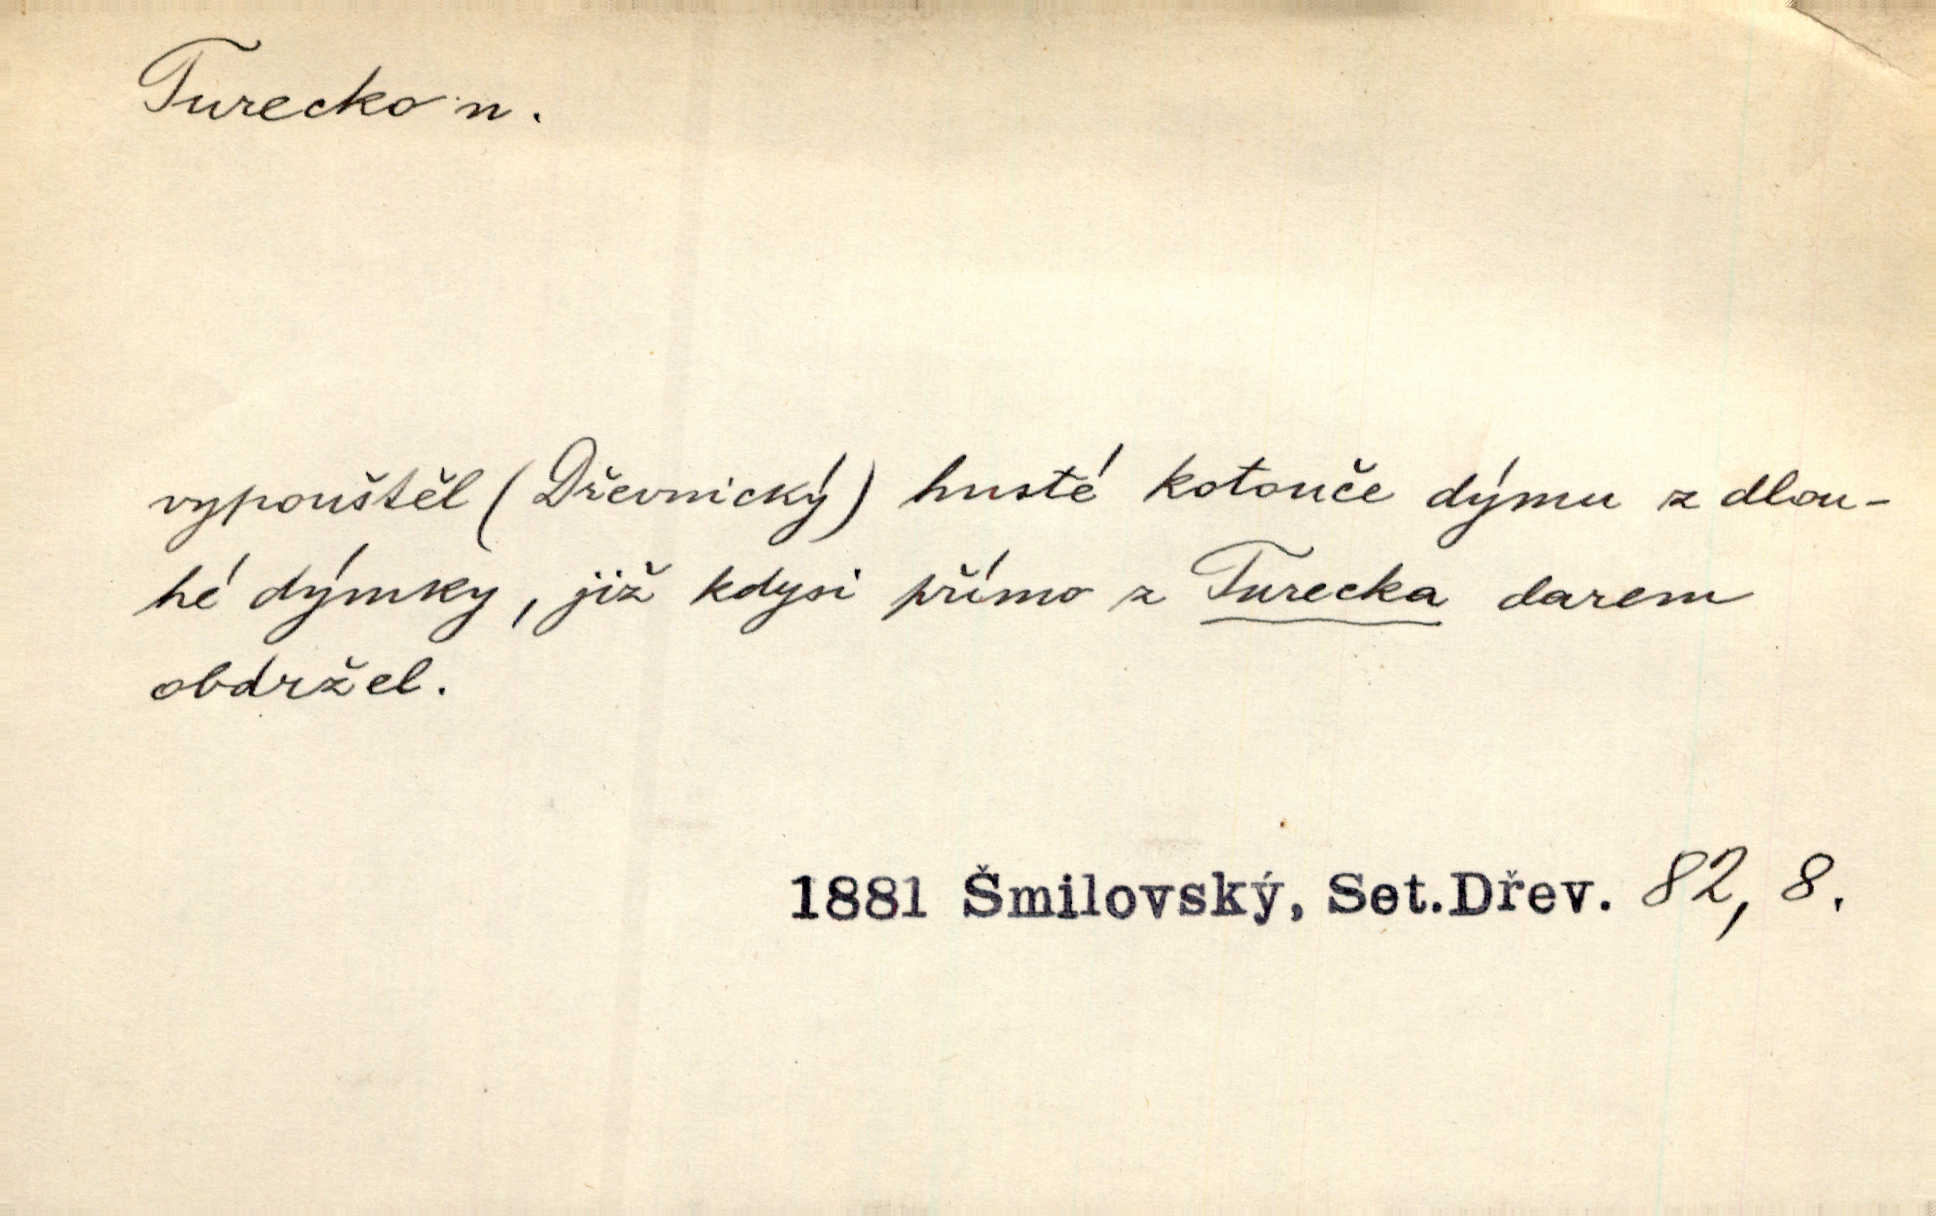 Turecko n.
vypouštěl (Dřevnický) husté kotouče dýmu z dlou-
hé dýmky, již kdysi přímo z Turecka darem
obdržel.
1881 Šmilovský, Set.Dřev. 82, 8.